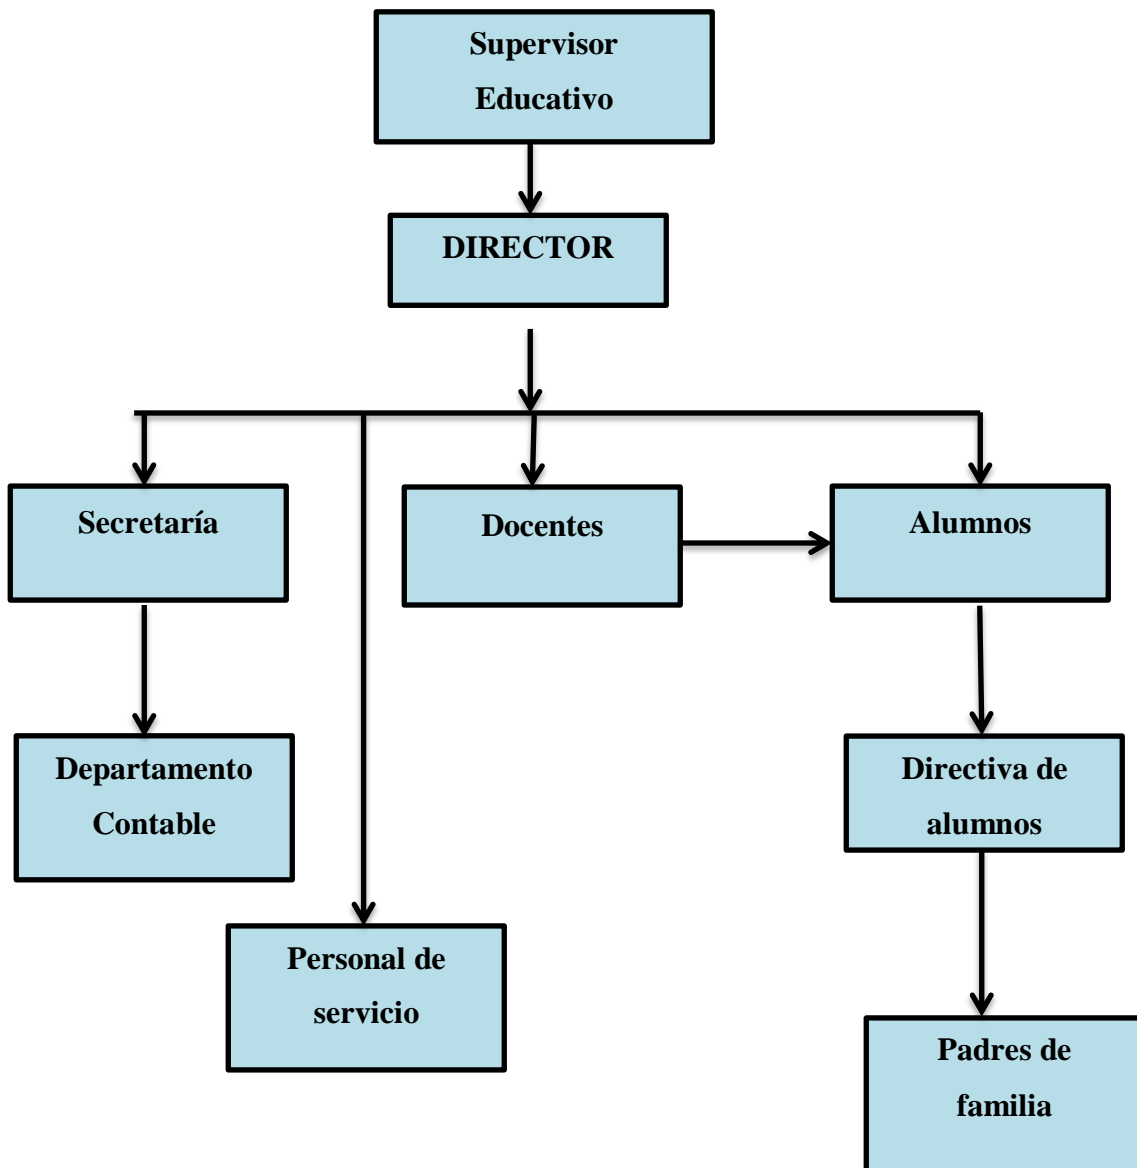 Supervisor
Educativo
DIRECTOR
Secretaría
Docentes
Alumnos
Departamento
Contable
Directiva de
alumnos
Personal de
servicio
Padres de
familia